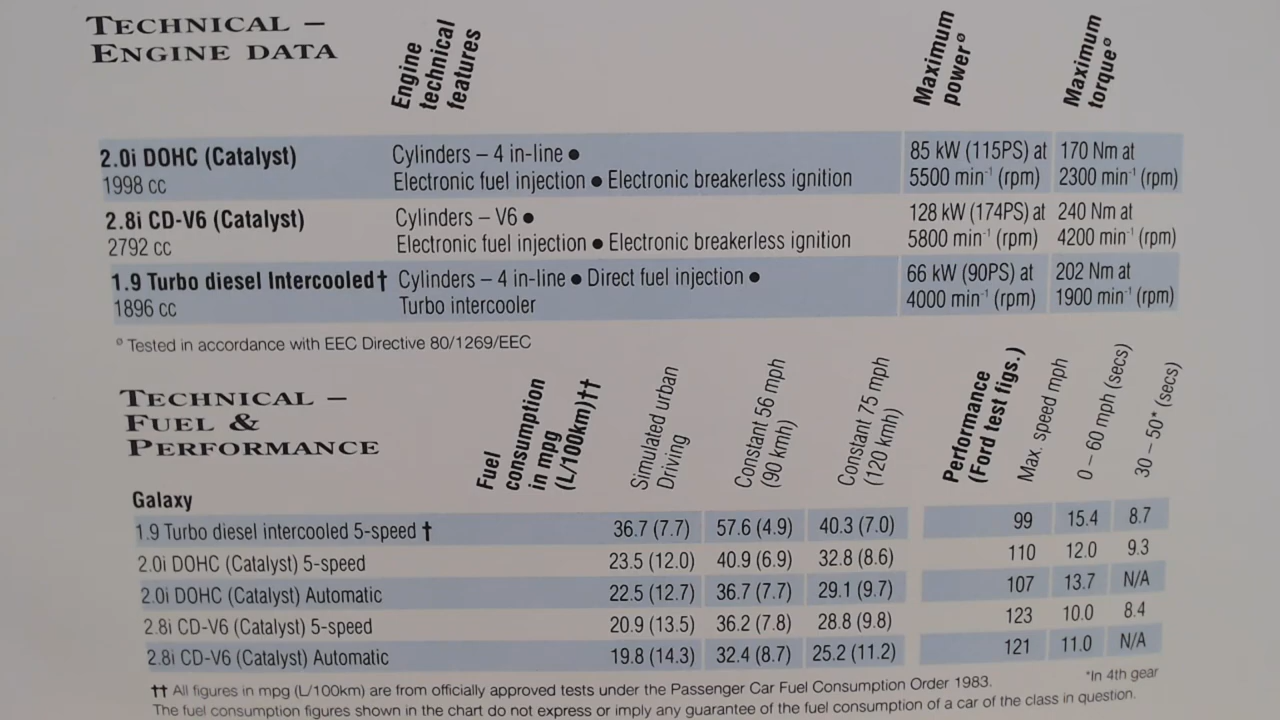 TECHNICAL –
ENGINE DATA
Engine
technical
features
Maximum
powerø
Maximum
torqueø
2.0i DOHC (Catalyst)
1998 cc
Cylinders – 4 in-line ●
Electronic fuel injection ● Electronic breakerless ignition
85 kW (115PS) at
5500 min⁻¹ (rpm)
170 Nm at
2300 min⁻¹ (rpm)
2.8i CD-V6 (Catalyst)
2792 cc
Cylinders – V6 ●
Electronic fuel injection ● Electronic breakerless ignition
128 kW (174PS) at
5800 min⁻¹ (rpm)
240 Nm at
4200 min⁻¹ (rpm)
1.9 Turbo diesel Intercooled†
1896 cc
Cylinders – 4 in-line ● Direct fuel injection ●
Turbo intercooler
66 kW (90PS) at
4000 min⁻¹ (rpm)
202 Nm at
1900 min⁻¹ (rpm)
ø Tested in accordance with EEC Directive 80/1269/EEC
TECHNICAL –
FUEL &
PERFORMANCE
Fuel
consumption
in mpg
(L/100km)††
Simulated urban
Driving
Constant 56 mph
(90 kmh)
Constant 75 mph
(120 kmh)
Performance
(Ford test figs.)
Max. speed mph
0 – 60 mph (secs)
30 – 50* (secs)
Galaxy
1.9 Turbo diesel intercooled 5-speed † 36.7 (7.7) 57.6 (4.9) 40.3 (7.0) 99 15.4 8.7
2.0i DOHC (Catalyst) 5-speed 23.5 (12.0) 40.9 (6.9) 32.8 (8.6) 110 12.0 9.3
2.0i DOHC (Catalyst) Automatic 22.5 (12.7) 36.7 (7.7) 29.1 (9.7) 107 13.7 N/A
2.8i CD-V6 (Catalyst) 5-speed 20.9 (13.5) 36.2 (7.8) 28.8 (9.8) 123 10.0 8.4
2.8i CD-V6 (Catalyst) Automatic 19.8 (14.3) 32.4 (8.7) 25.2 (11.2) 121 11.0 N/A
*In 4th gear
†† All figures in mpg (L/100km) are from officially approved tests under the Passenger Car Fuel Consumption Order 1983.
The fuel consumption figures shown in the chart do not express or imply any guarantee of the fuel consumption of a car of the class in question.